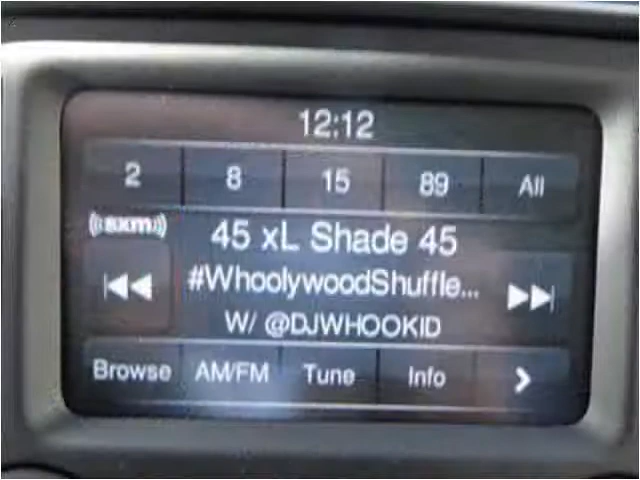 12:12
2 8 15 89 All
((sxm))
45 xL Shade 45
#WhoolywoodShuffle...
W/ @DJWHOOKID
Browse AM/FM Tune Info >